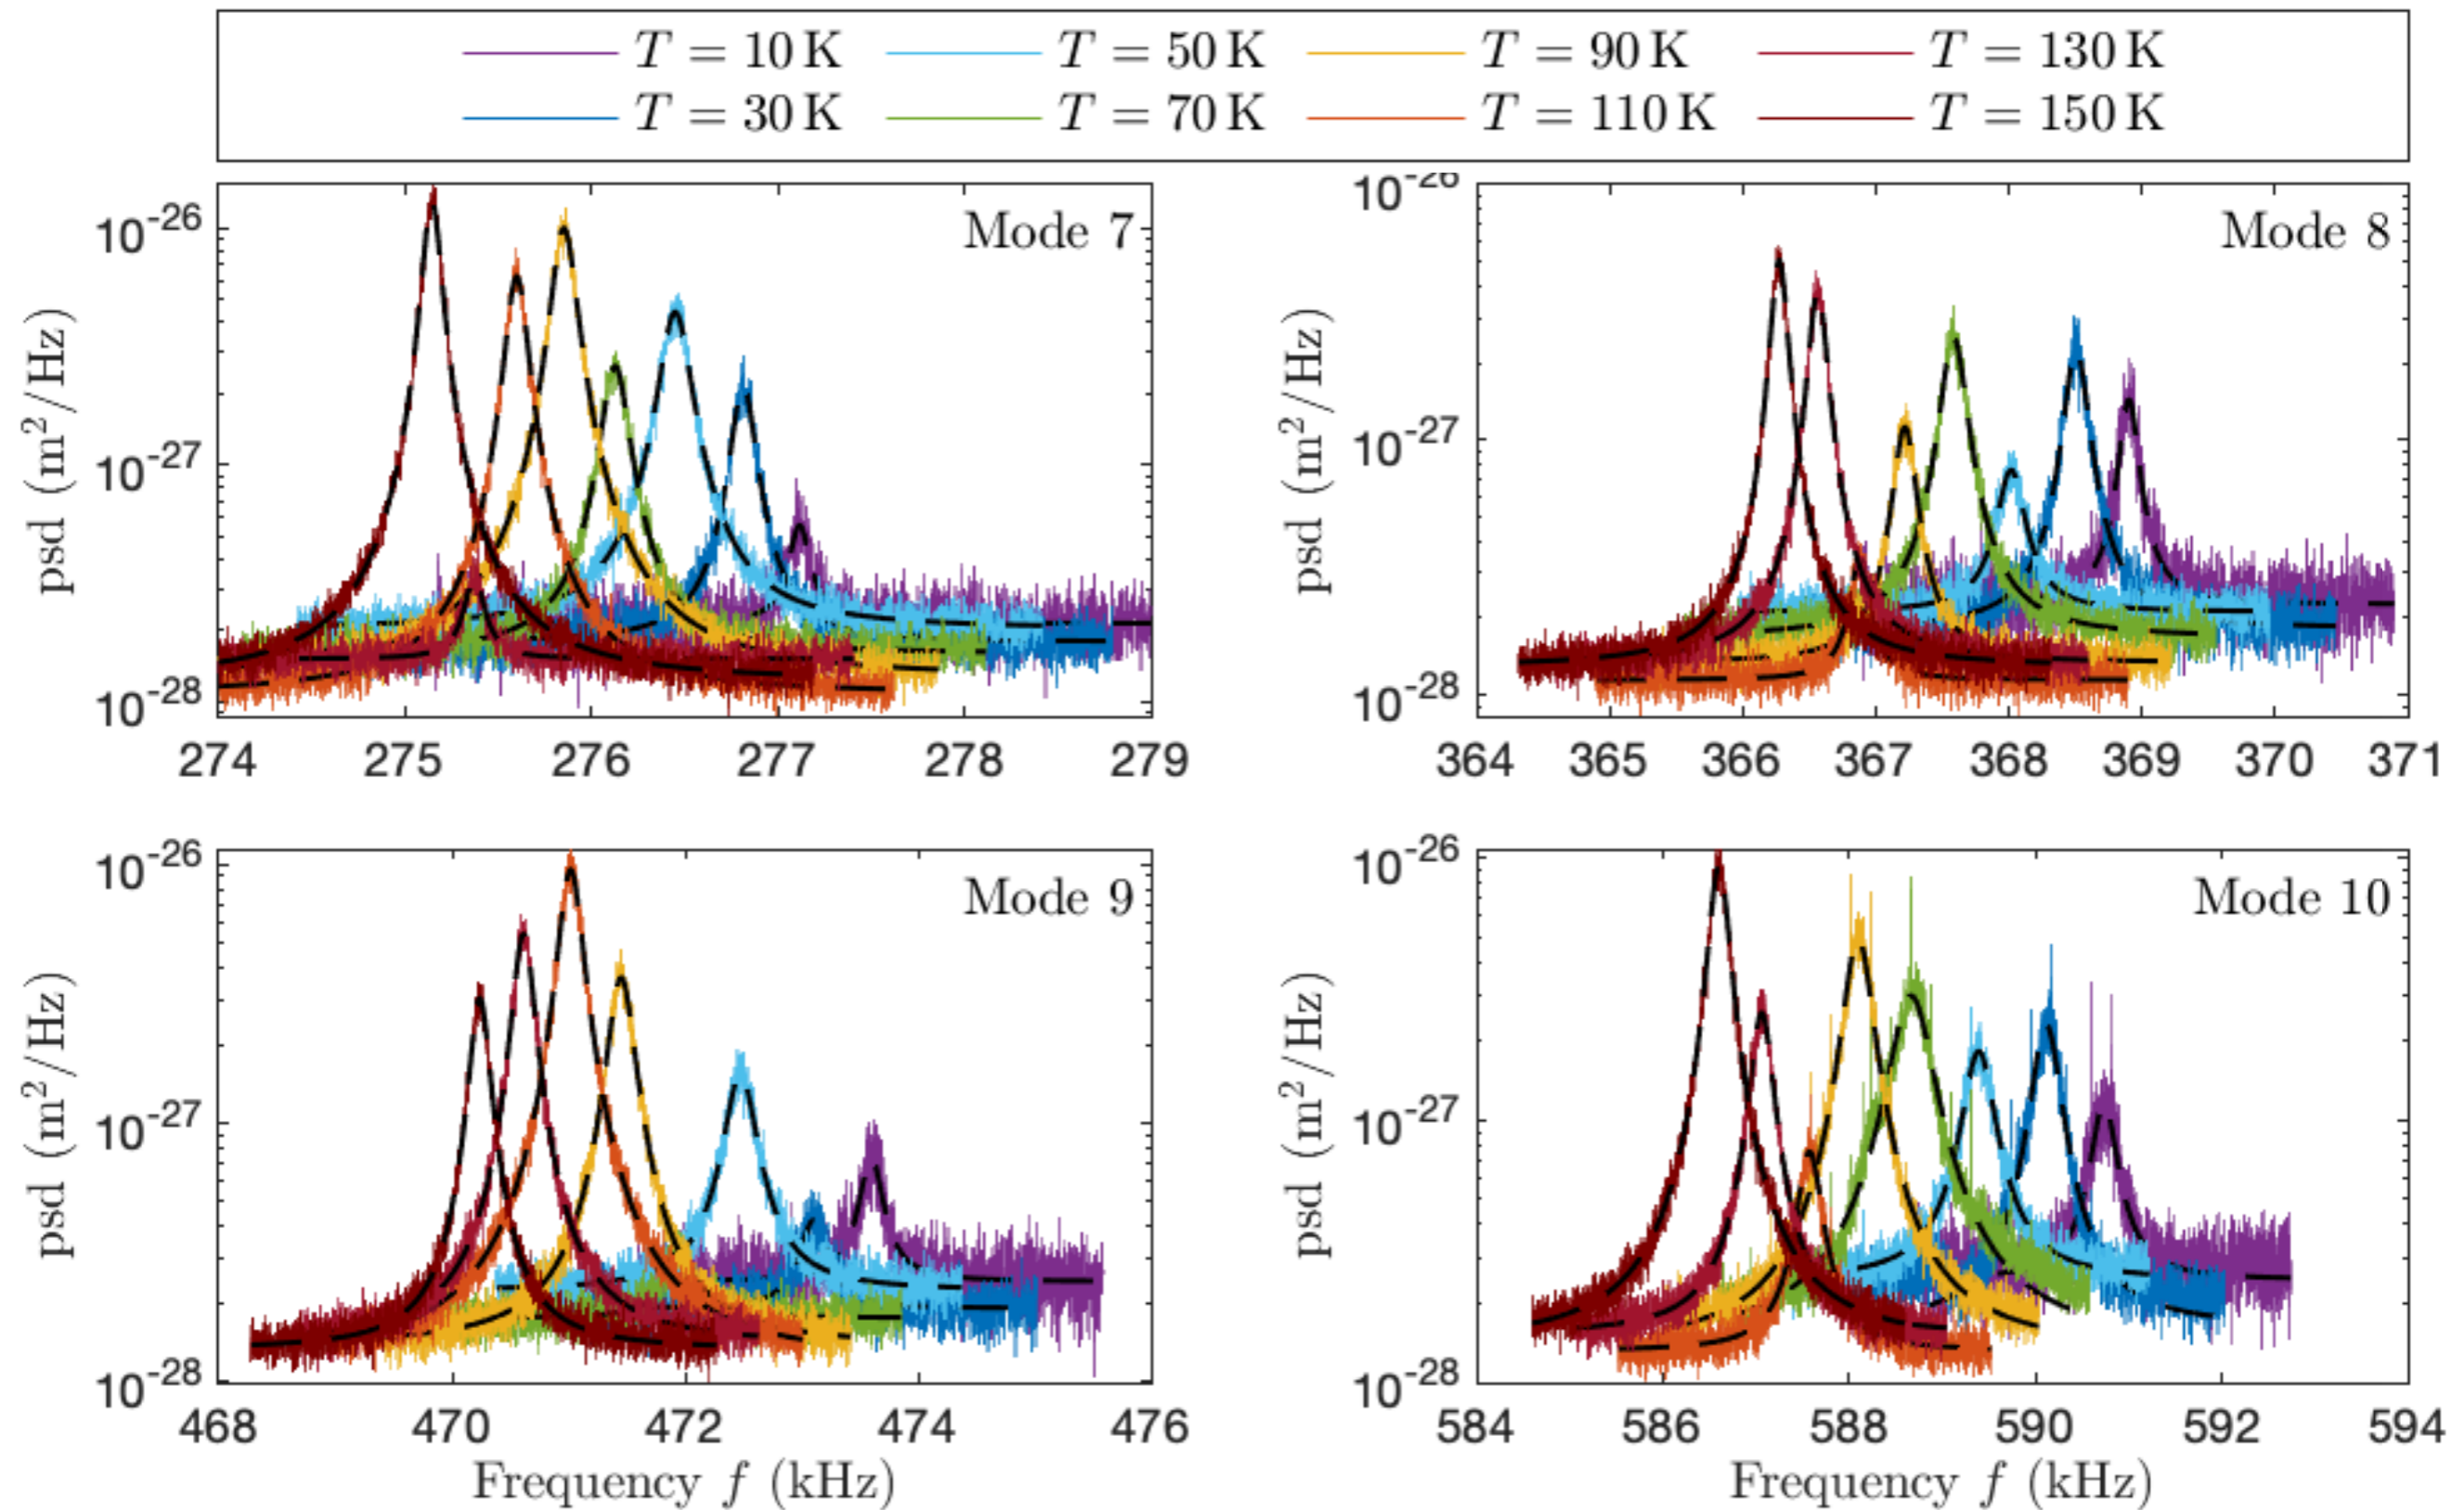 T = 10 K T = 50 K T = 90 K T = 130 K
T = 30 K T = 70 K T = 110 K T = 150 K
Mode 7
10⁻²⁶
10⁻²⁷
10⁻²⁸
psd (m²/Hz)
274 275 276 277 278 279
Mode 8
10⁻²⁶
10⁻²⁷
10⁻²⁸
psd (m²/Hz)
364 365 366 367 368 369 370 371
Mode 9
10⁻²⁶
10⁻²⁷
10⁻²⁸
psd (m²/Hz)
468 470 472 474 476
Frequency f (kHz)
Mode 10
10⁻²⁶
10⁻²⁷
10⁻²⁸
psd (m²/Hz)
584 586 588 590 592 594
Frequency f (kHz)